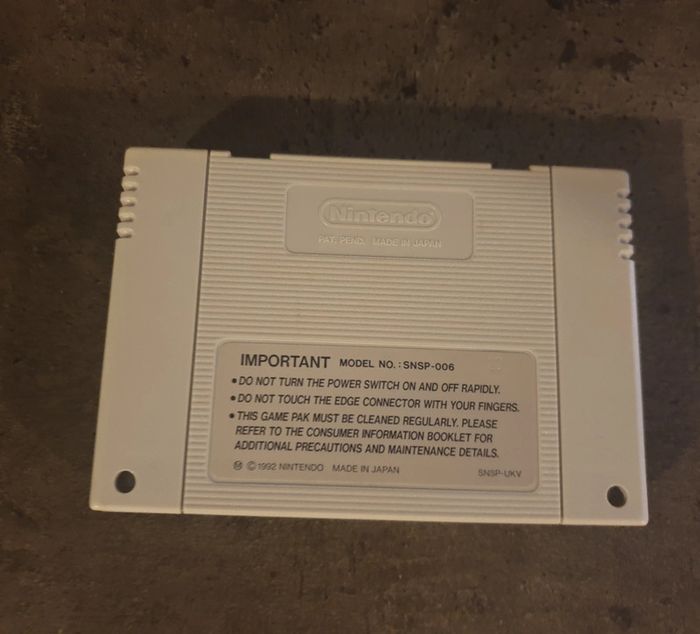 Nintendo
PAT. PEND. MADE IN JAPAN
IMPORTANT MODEL NO.: SNSP-006
• DO NOT TURN THE POWER SWITCH ON AND OFF RAPIDLY.
• DO NOT TOUCH THE EDGE CONNECTOR WITH YOUR FINGERS.
• THIS GAME PAK MUST BE CLEANED REGULARLY. PLEASE
REFER TO THE CONSUMER INFORMATION BOOKLET FOR
ADDITIONAL PRECAUTIONS AND MAINTENANCE DETAILS.
Ⓜ © 1992 NINTENDO MADE IN JAPAN SNSP-UKV